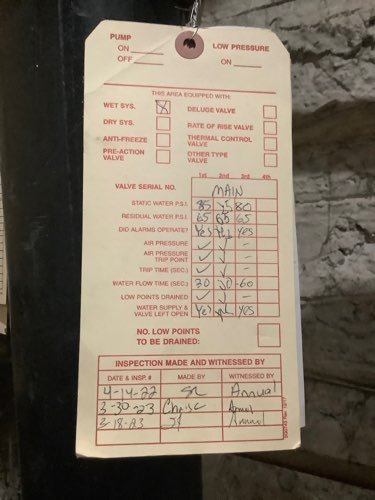 PUMP
ON
OFF
LOW PRESSURE
ON
THIS AREA EQUIPPED WITH:
WET SYS. X DELUGE VALVE
DRY SYS. RATE OF RISE VALVE
ANTI-FREEZE THERMAL CONTROL VALVE
PRE-ACTION VALVE OTHER TYPE VALVE
1st 2nd 3rd 4th
VALVE SERIAL NO. MAIN
STATIC WATER P.S.I. 85 80
RESIDUAL WATER P.S.I. 65 65 65
DID ALARMS OPERATE? Yes Yes Yes
AIR PRESSURE ✓ ✓ -
AIR PRESSURE TRIP POINT ✓ ✓ -
TRIP TIME (SEC.) ✓ ✓ -
WATER FLOW TIME (SEC.) 30 60
LOW POINTS DRAINED ✓ ✓ -
WATER SUPPLY & VALVE LEFT OPEN Yes Yes
NO. LOW POINTS
TO BE DRAINED:
INSPECTION MADE AND WITNESSED BY
DATE & INSP. # MADE BY WITNESSED BY
4-14-22 Annual
3-30-23 Annual
3-18-23 Annual